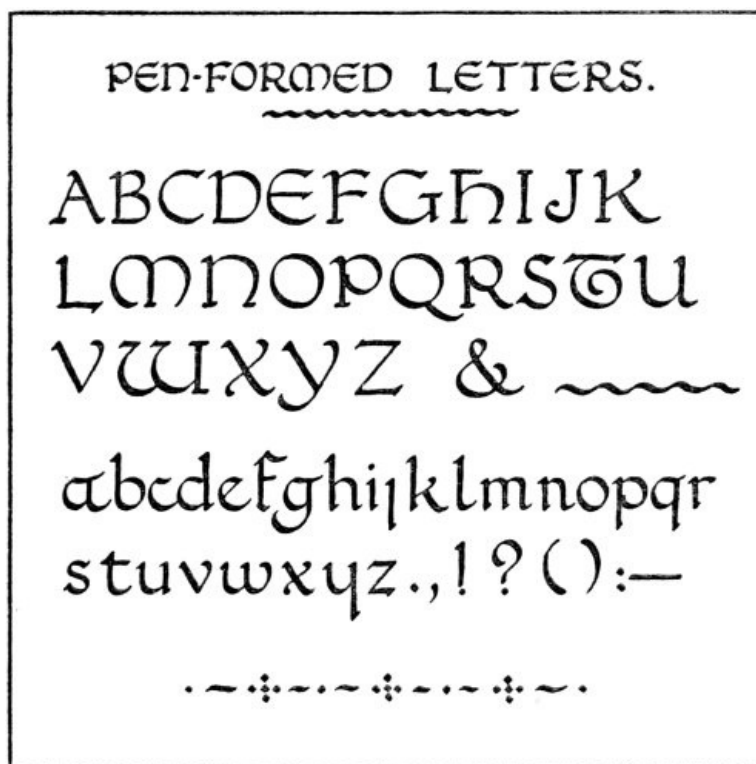 PEN-FORMED LETTERS.
ABCDEFGHIJK
LMNOPQRSTU
VWXYZ &
abcdefghijklmnopqr
stuvwxyz.,!?():—